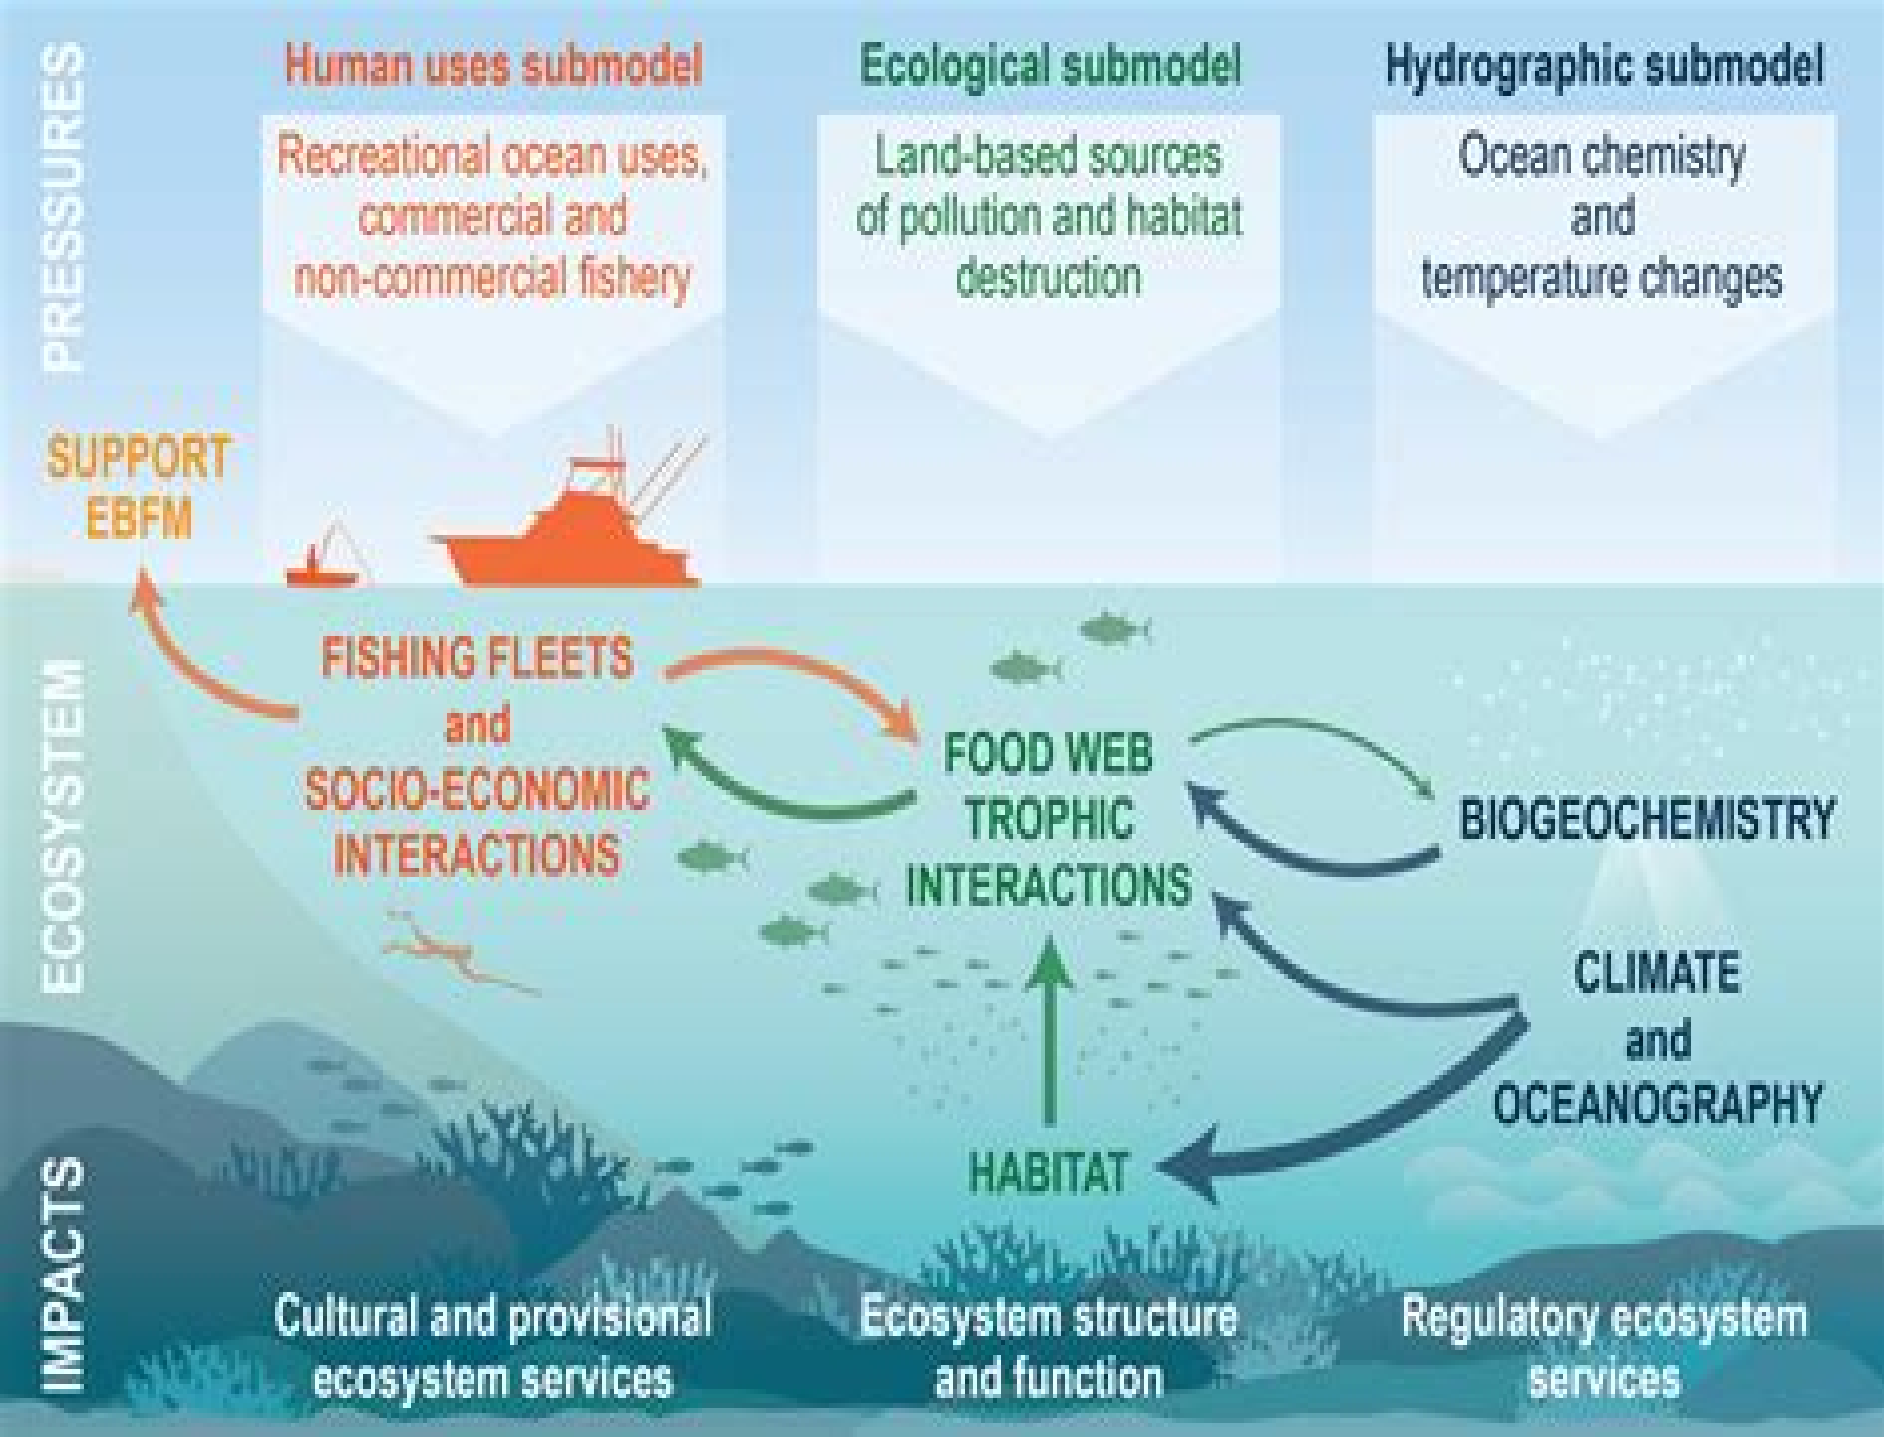 PRESSURES
Human uses submodel
Recreational ocean uses,
commercial and
non-commercial fishery
Ecological submodel
Land-based sources
of pollution and habitat
destruction
Hydrographic submodel
Ocean chemistry
and
temperature changes
SUPPORT
EBFM
ECOSYSTEM
FISHING FLEETS
and
SOCIO-ECONOMIC
INTERACTIONS
FOOD WEB
TROPHIC
INTERACTIONS
BIOGEOCHEMISTRY
CLIMATE
and
OCEANOGRAPHY
HABITAT
IMPACTS
Cultural and provisional
ecosystem services
Ecosystem structure
and function
Regulatory ecosystem
services